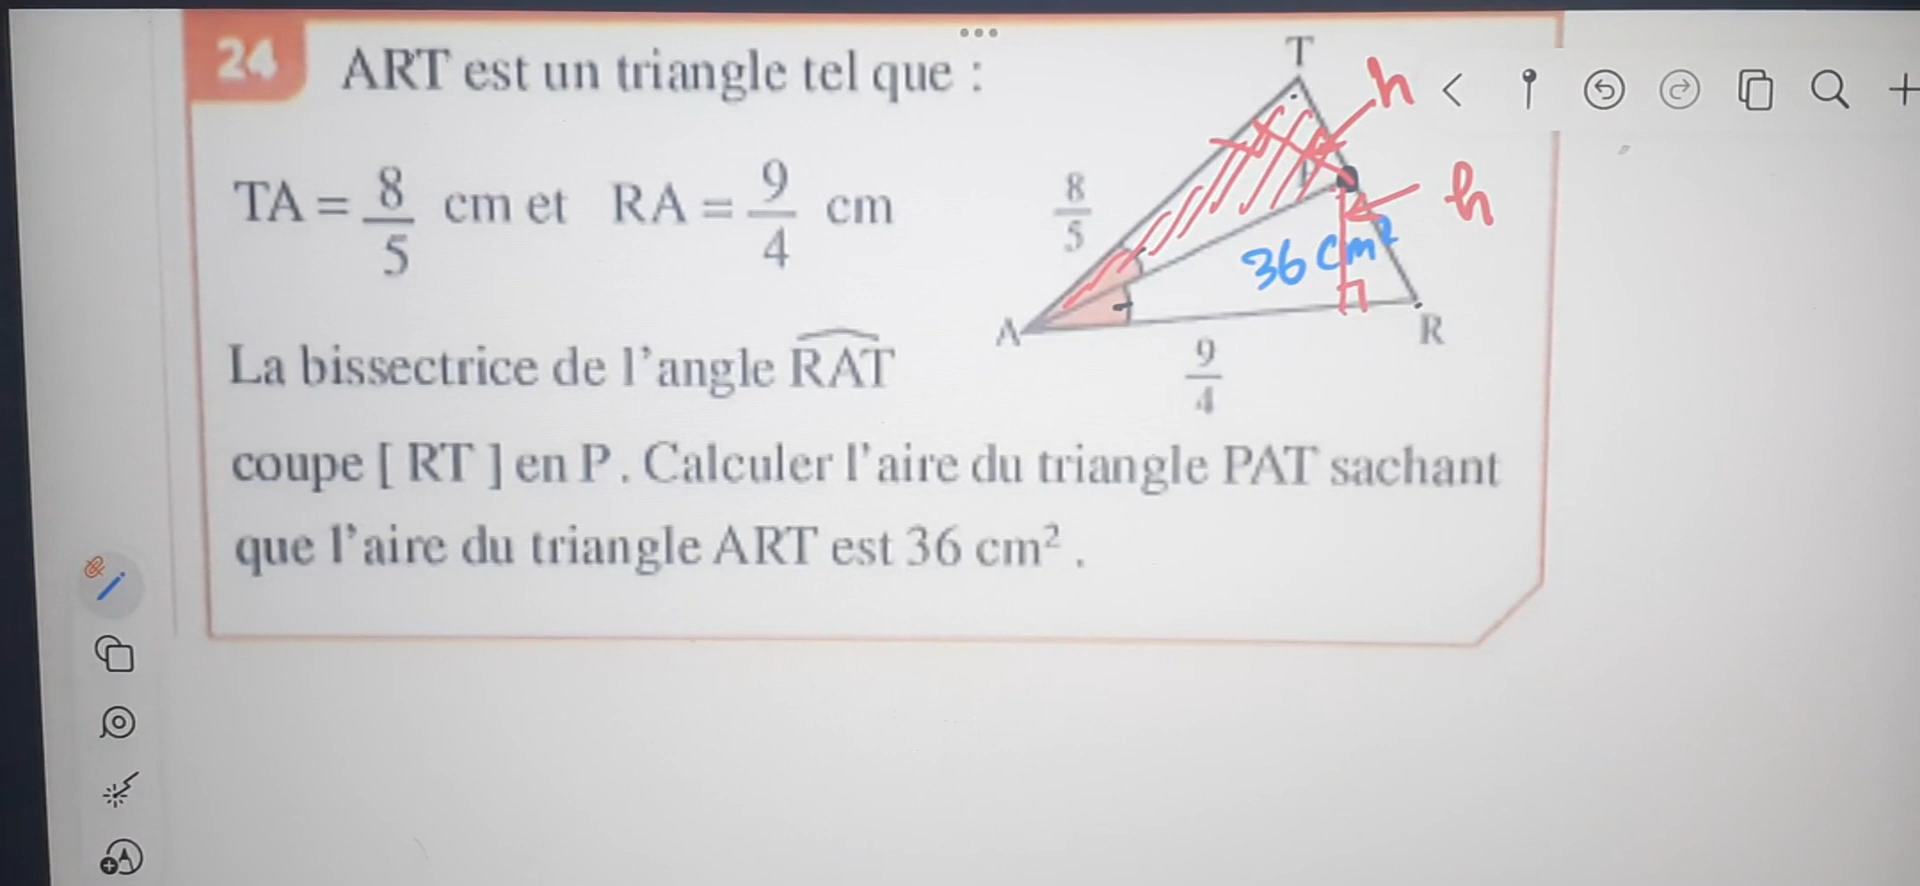 24 ART est un triangle tel que :
TA = 8/5 cm et RA = 9/4 cm
La bissectrice de l'angle RAT
coupe [ RT ] en P . Calculer l'aire du triangle PAT sachant
que l'aire du triangle ART est 36 cm² .
T
h
h
8/5
36 cm²
A
R
9/4